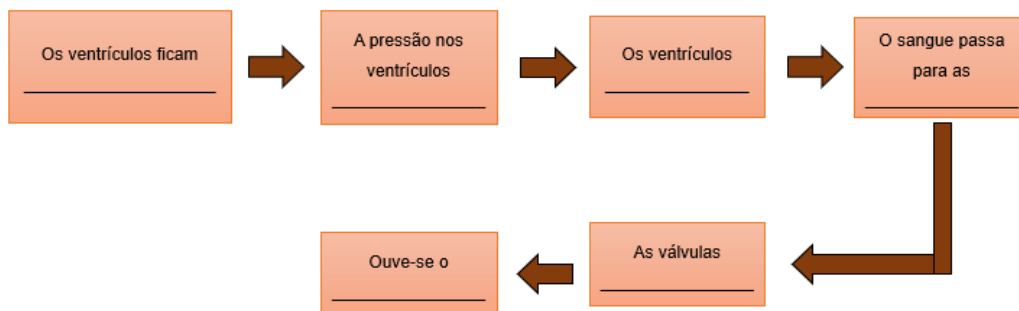 Os ventrículos ficam
A pressão nos
ventrículos
Os ventrículos
O sangue passa
para as
As válvulas
Ouve-se o